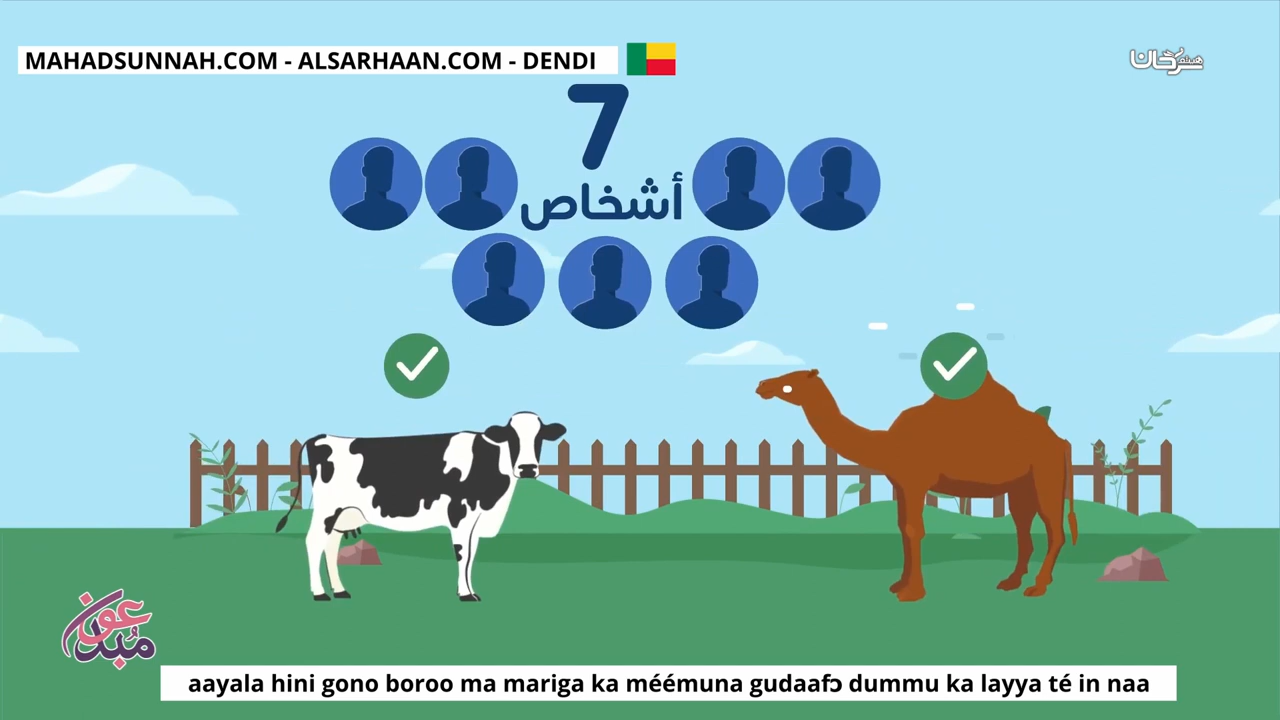 MAHADSUNNAH.COM - ALSARHAAN.COM - DENDI
7
أشخاص
مبدعون
aayala hini gono boroo ma mariga ka méémuna gudaafɔ dummu ka layya té in naa